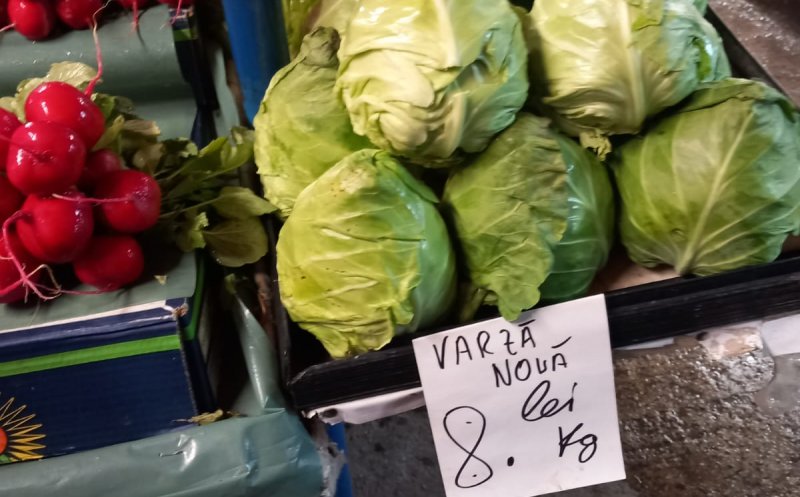 VARZĂ
NOUĂ
lei
8. Kg